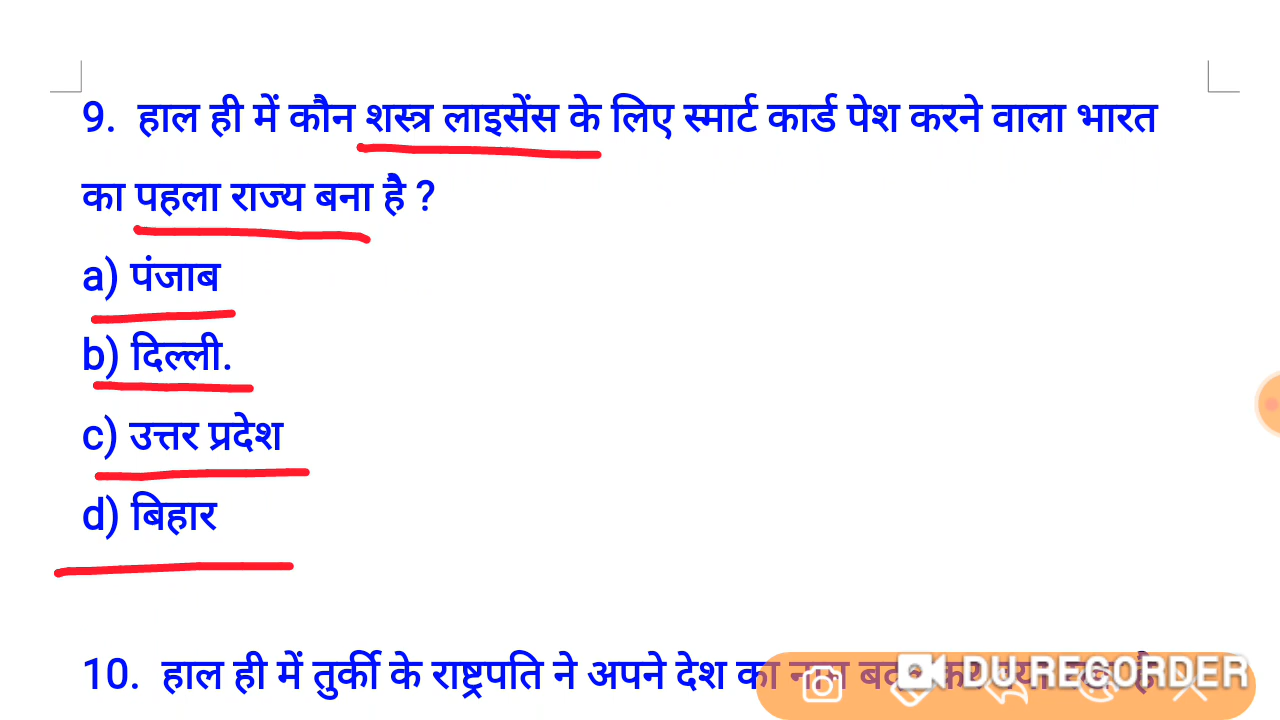 9. हाल ही में कौन शस्त्र लाइसेंस के लिए स्मार्ट कार्ड पेश करने वाला भारत
का पहला राज्य बना है ?
a) पंजाब
b) दिल्ली.
c) उत्तर प्रदेश
d) बिहार
10. हाल ही में तुर्की के राष्ट्रपति ने अपने देश का नाम
DU RECORDER